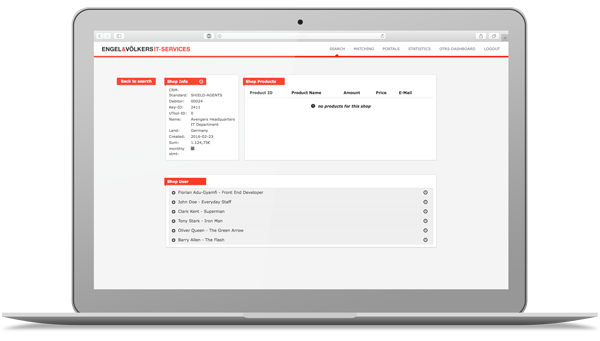 ENGEL&VÖLKERS IT-SERVICES
SEARCH MATCHING PORTALS STATISTICS OTRS DASHBOARD LOGOUT
Back to search
Shop Info
CRM-Standard: SHIELD-AGENTS
Debitor: 00024
Key-ID: 2411
UTool-ID: 0
Name: Avengers Headquarters
IT Department
Land: Germany
Created: 2016-02-23
Sum: 1.124,75€
monthly
stmt:
Shop Products
Product ID Product Name Amount Price E-Mail
no products for this shop
Shop User
Florian Adu-Gyamfi - Front End Developer
John Doe - Everyday Staff
Clark Kent - Superman
Tony Stark - Iron Man
Oliver Queen - The Green Arrow
Barry Allen - The Flash